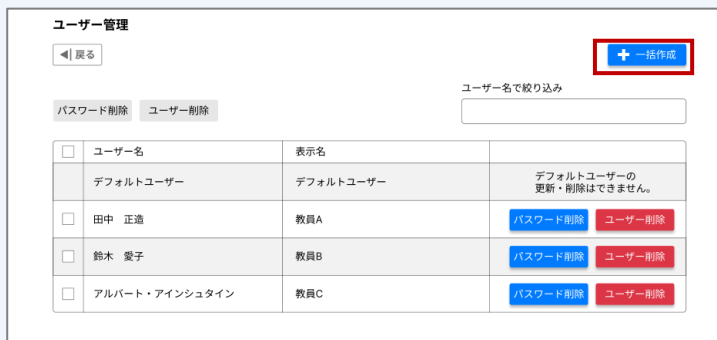 ユーザー管理
戻る
一括作成
ユーザー名で絞り込み
パスワード削除 ユーザー削除
ユーザー名 表示名
デフォルトユーザー デフォルトユーザー デフォルトユーザーの
更新・削除はできません。
田中 正造 教員A パスワード削除 ユーザー削除
鈴木 愛子 教員B パスワード削除 ユーザー削除
アルバート・アインシュタイン 教員C パスワード削除 ユーザー削除